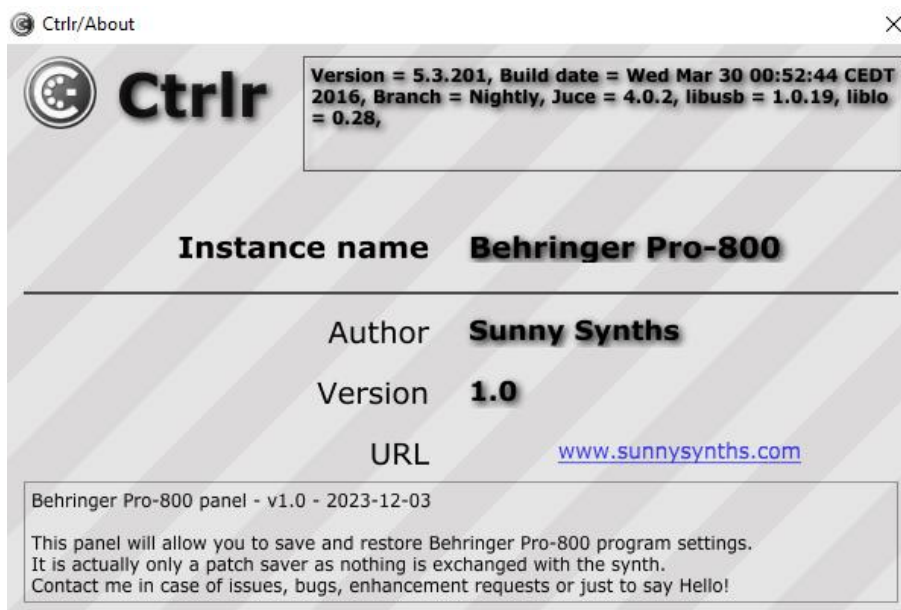 Ctrlr/About
Ctrlr
Version = 5.3.201, Build date = Wed Mar 30 00:52:44 CEDT
2016, Branch = Nightly, Juce = 4.0.2, libusb = 1.0.19, liblo
= 0.28,
Instance name Behringer Pro-800
Author Sunny Synths
Version 1.0
URL www.sunnysynths.com
Behringer Pro-800 panel - v1.0 - 2023-12-03
This panel will allow you to save and restore Behringer Pro-800 program settings.
It is actually only a patch saver as nothing is exchanged with the synth.
Contact me in case of issues, bugs, enhancement requests or just to say Hello!